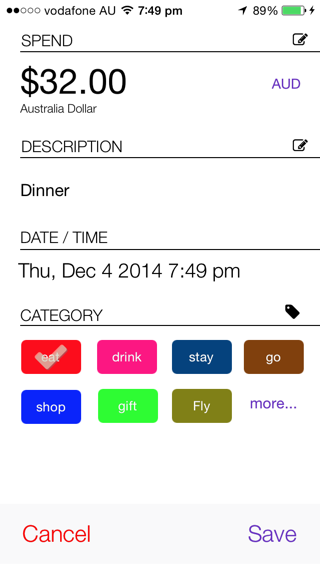 vodafone AU 7:49 pm 89%
SPEND
$32.00 AUD
Australia Dollar
DESCRIPTION
Dinner
DATE / TIME
Thu, Dec 4 2014 7:49 pm
CATEGORY
eat drink stay go
shop gift Fly more...
Cancel Save